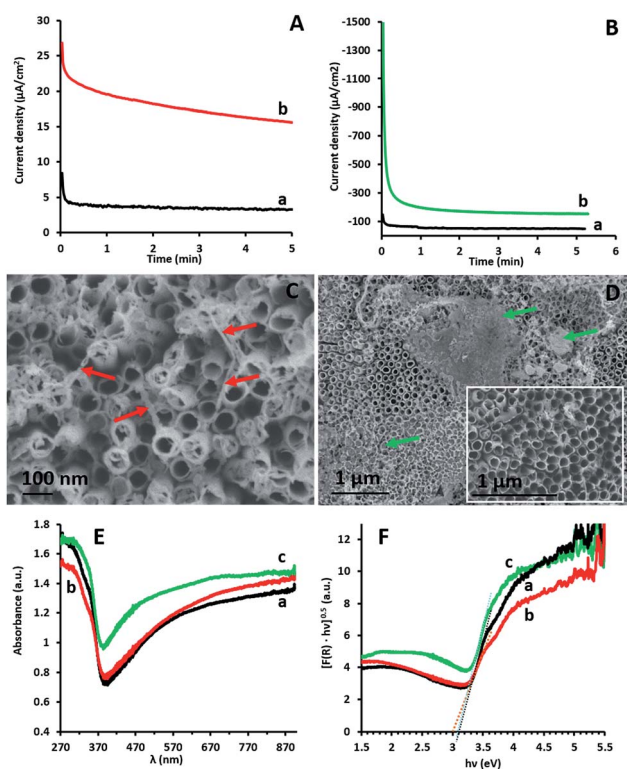 A
Current density (µA/cm²)
30
25
20
15
10
5
0
b
a
0
1
2
3
4
5
Time (min)
B
Current density (µA/cm2)
-1500
-1300
-1100
-900
-700
-500
-300
-100
b
a
0
1
2
3
4
5
6
Time (min)
C
100 nm
D
1 µm
1 µm
E
Absorbance (a.u.)
1.8
1.6
1.4
1.2
1
0.8
0.6
0.4
b
c
a
270
370
470
570
670
770
870
λ (nm)
F
[F(R) · hν]^0.5 (a.u.)
12
10
8
6
4
2
0
c
a
b
1.5
2.5
3.5
4.5
5.5
hν (eV)